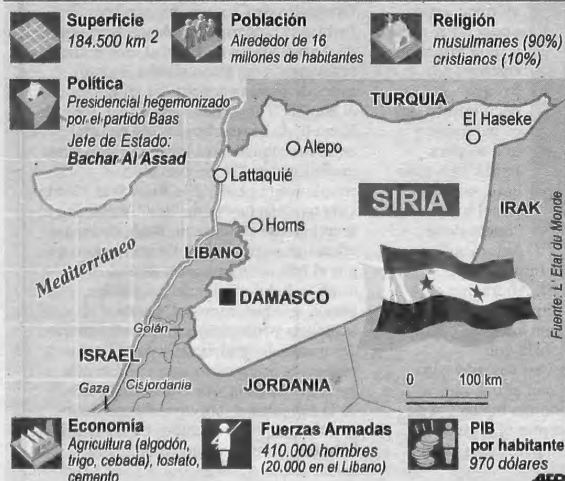 Superficie
184.500 km 2
Población
Alrededor de 16
millones de habitantes
Religión
musulmanes (90%)
cristianos (10%)
Política
Presidencial hegemonizado
por el partido Baas
Jefe de Estado:
Bachar Al Assad
TURQUIA
El Haseke
Alepo
Lattaquié
SIRIA
IRAK
Homs
LIBANO
Mediterráneo
DAMASCO
Golán
ISRAEL
Gaza
Cisjordania
JORDANIA
0 100 km
Fuente: L' Etat du Monde
Economía
Agricultura (algodón,
trigo, cebada), fosfato,
cemento
Fuerzas Armadas
410.000 hombres
(20.000 en el Líbano)
PIB
por habitante
970 dólares
AFP